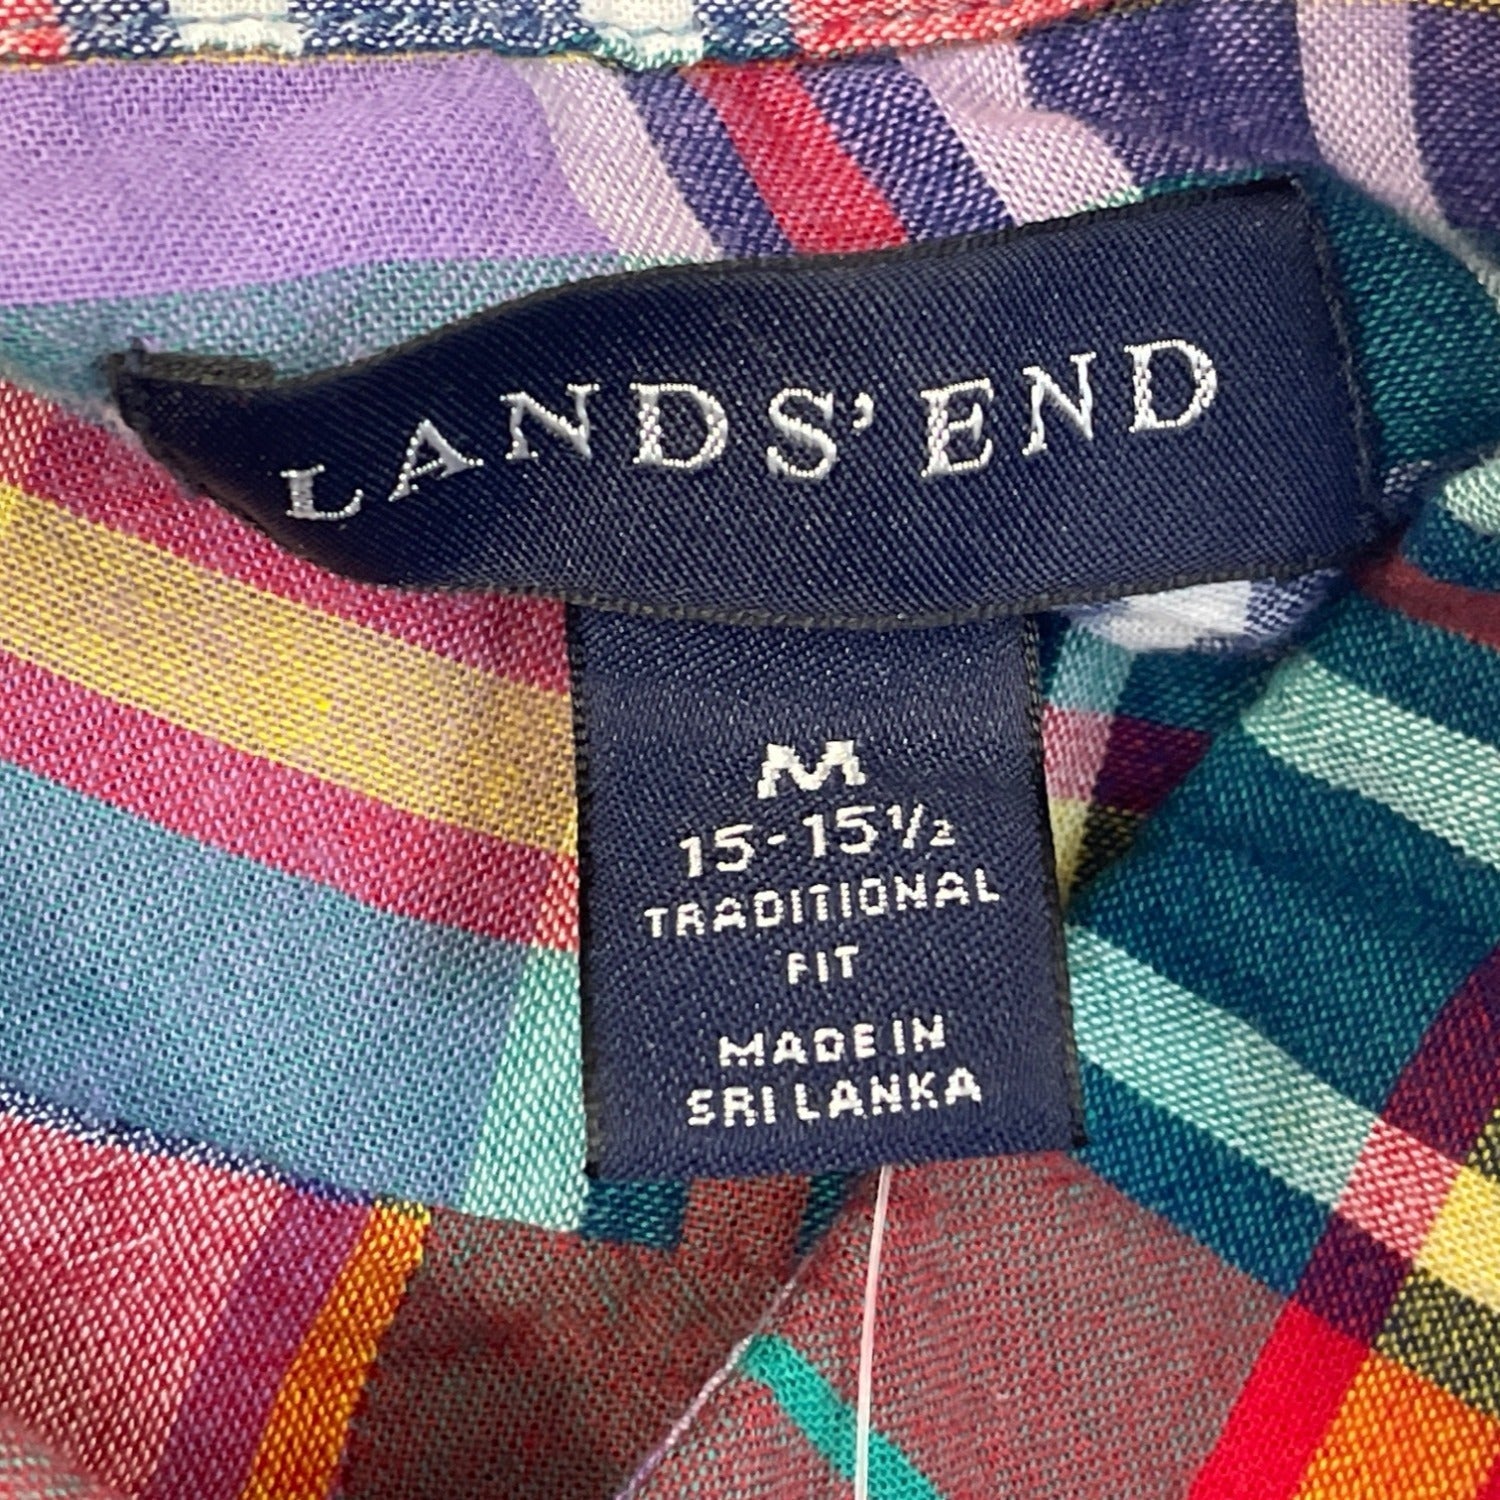 LANDS' END
M
15-15½
TRADITIONAL
FIT
MADE IN
SRI LANKA